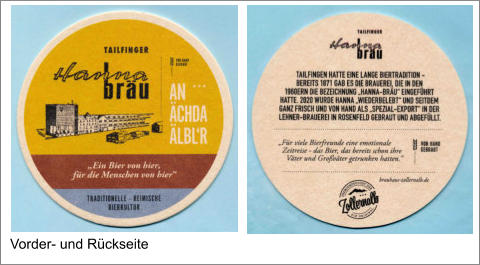 TAILFINGER
Hanna
bräu
VON HAND
GEBRAUT
AN ...
ÄCHDA
ÄLBL'R
„Ein Bier von hier,
für die Menschen von hier"
TRADITIONELLE - HEIMISCHE
BIERKULTUR
TAILFINGER
Hanna
bräu
TAILFINGEN HATTE EINE LANGE BIERTRADITION –
BEREITS 1871 GAB ES DIE BRAUEREI, DIE IN DEN
1960ERN DIE BEZEICHNUNG „HANNA-BRÄU" EINGEFÜHRT
HATTE. 2020 WURDE HANNA „WIEDERBELEBT" UND SEITDEM
GANZ FRISCH UND VON HAND ALS „SPEZIAL-EXPORT" IN DER
LEHNER-BRAUEREI IN ROSENFELD GEBRAUT UND ABGEFÜLLT.
„Für viele Bierfreunde eine emotionale
Zeitreise - das Bier, das bereits schon ihre
Väter und Großväter getrunken hatten."
VON HAND
GEBRAUT
brauhaus-zollernalb.de
Zollernalb
Vorder- und Rückseite